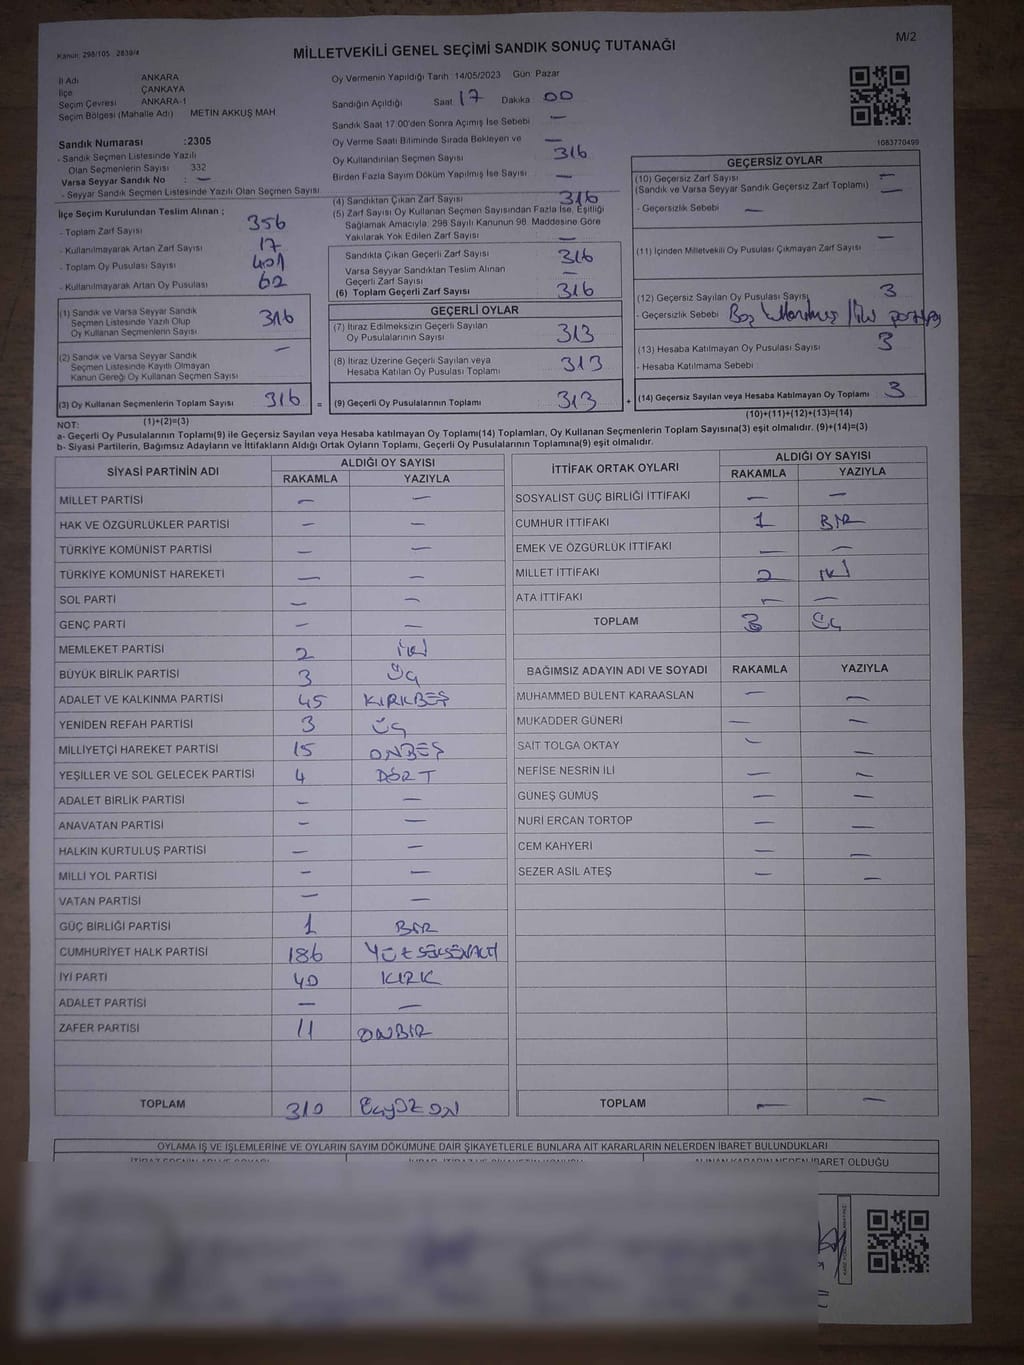 M/2
Kanun: 298/105 2839/4
MİLLETVEKİLİ GENEL SEÇİMİ SANDIK SONUÇ TUTANAĞI
İl Adı ANKARA
İlçe ÇANKAYA
Seçim Çevresi ANKARA-1
Seçim Bölgesi (Mahalle Adı) METİN AKKUŞ MAH
Sandık Numarası :2305
- Sandık Seçmen Listesinde Yazılı
Olan Seçmenlerin Sayısı 332
Varsa Seyyar Sandık No : —
- Seyyar Sandık Seçmen Listesinde Yazılı Olan Seçmen Sayısı
Oy Vermenin Yapıldığı Tarih 14/05/2023 Gün Pazar
Sandığın Açıldığı Saat 17 Dakika 00
Sandık Saat 17:00'den Sonra Açımış İse Sebebi —
Oy Verme Saati Bitiminde Sırada Bekleyen ve —
Oy Kullandırılan Seçmen Sayısı 316
Birden Fazla Sayım Döküm Yapılmış İse Sayısı —
1083770499
İlçe Seçim Kurulundan Teslim Alınan ;
- Toplam Zarf Sayısı 356
- Kullanılmayarak Artan Zarf Sayısı 17
- Toplam Oy Pusulası Sayısı 401
- Kullanılmayarak Artan Oy Pusulası 62
(4) Sandıktan Çıkan Zarf Sayısı 316
(5) Zarf Sayısı Oy Kullanan Seçmen Sayısından Fazla İse, Eşitliği
Sağlamak Amacıyla; 298 Sayılı Kanunun 98. Maddesine Göre
Yakılarak Yok Edilen Zarf Sayısı —
Sandıkla Çıkan Geçerli Zarf Sayısı 316
Varsa Seyyar Sandıktan Teslim Alınan
Geçerli Zarf Sayısı —
(6) Toplam Geçerli Zarf Sayısı 316
GEÇERSİZ OYLAR
(10) Geçersiz Zarf Sayısı —
(Sandık ve Varsa Seyyar Sandık Geçersiz Zarf Toplamı) —
- Geçersizlik Sebebi —
(11) İçinden Milletvekili Oy Pusulası Çıkmayan Zarf Sayısı —
(12) Geçersiz Sayılan Oy Pusulası Sayısı 3
- Geçersizlik Sebebi Boş
(13) Hesaba Katılmayan Oy Pusulası Sayısı 3
- Hesaba Katılmama Sebebi
(14) Geçersiz Sayılan veya Hesaba Katılmayan Oy Toplamı 3
(10)+(11)+(12)+(13)=(14)
(1) Sandık ve Varsa Seyyar Sandık
Seçmen Listesinde Yazılı Olup
Oy Kullanan Seçmenlerin Sayısı 316
(2) Sandık ve Varsa Seyyar Sandık
Seçmen Listesinde Kayıtlı Olmayan
Kanun Gereği Oy Kullanan Seçmen Sayısı —
(3) Oy Kullanan Seçmenlerin Toplam Sayısı 316 =
(1)+(2)=(3)
GEÇERLİ OYLAR
(7) İtiraz Edilmeksizin Geçerli Sayılan
Oy Pusulalarının Sayısı 313
(8) İtiraz Üzerine Geçerli Sayılan veya
Hesaba Katılan Oy Pusulası Toplamı 313
(9) Geçerli Oy Pusulalarının Toplamı 313 +
NOT:
a- Geçerli Oy Pusulalarının Toplamı(9) ile Geçersiz Sayılan veya Hesaba katılmayan Oy Toplamı(14) Toplamları, Oy Kullanan Seçmenlerin Toplam Sayısına(3) eşit olmalıdır. (9)+(14)=(3)
b- Siyasi Partilerin, Bağımsız Adayların ve İttifakların Aldığı Ortak Oyların Toplamı, Geçerli Oy Pusulalarının Toplamına(9) eşit olmalıdır.
SİYASİ PARTİNİN ADI ALDIĞI OY SAYISI
RAKAMLA YAZIYLA
MİLLET PARTİSİ — —
HAK VE ÖZGÜRLÜKLER PARTİSİ — —
TÜRKİYE KOMÜNİST PARTİSİ — —
TÜRKİYE KOMÜNİST HAREKETİ — —
SOL PARTİ — —
GENÇ PARTİ — —
MEMLEKET PARTİSİ 2 iki
BÜYÜK BİRLİK PARTİSİ 3 ÜÇ
ADALET VE KALKINMA PARTİSİ 45 KIRKBEŞ
YENİDEN REFAH PARTİSİ 3 ÜÇ
MİLLİYETÇİ HAREKET PARTİSİ 15 ONBEŞ
YEŞİLLER VE SOL GELECEK PARTİSİ 4 DÖRT
ADALET BİRLİK PARTİSİ — —
ANAVATAN PARTİSİ — —
HALKIN KURTULUŞ PARTİSİ — —
MİLLİ YOL PARTİSİ — —
VATAN PARTİSİ — —
GÜÇ BİRLİĞİ PARTİSİ 1 BİR
CUMHURİYET HALK PARTİSİ 186 YÜZSEKSENALTI
İYİ PARTİ 40 KIRK
ADALET PARTİSİ — —
ZAFER PARTİSİ 11 ONBİR
TOPLAM 310 ÜçyÜZ ON
İTTİFAK ORTAK OYLARI ALDIĞI OY SAYISI
RAKAMLA YAZIYLA
SOSYALİST GÜÇ BİRLİĞİ İTTİFAKI — —
CUMHUR İTTİFAKI 1 BİR
EMEK VE ÖZGÜRLÜK İTTİFAKI — —
MİLLET İTTİFAKI 2 iki
ATA İTTİFAKI — —
TOPLAM 3 ÜÇ
BAĞIMSIZ ADAYIN ADI VE SOYADI RAKAMLA YAZIYLA
MUHAMMED BÜLENT KARAASLAN — —
MUKADDER GÜNERİ — —
SAİT TOLGA OKTAY — —
NEFİSE NESRİN İLİ — —
GÜNEŞ GÜMÜŞ — —
NURİ ERCAN TORTOP — —
CEM KAHYERİ — —
SEZER ASİL ATEŞ — —
TOPLAM — —
OYLAMA İŞ VE İŞLEMLERİNE VE OYLARIN SAYIM DÖKÜMÜNE DAİR ŞİKAYETLERLE BUNLARA AİT KARARLARIN NELERDEN İBARET BULUNDUKLARI
ALINAN KARARIN NEDEN İBARET OLDUĞU